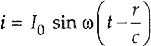 i = I₀ sin ω(t − r/c)